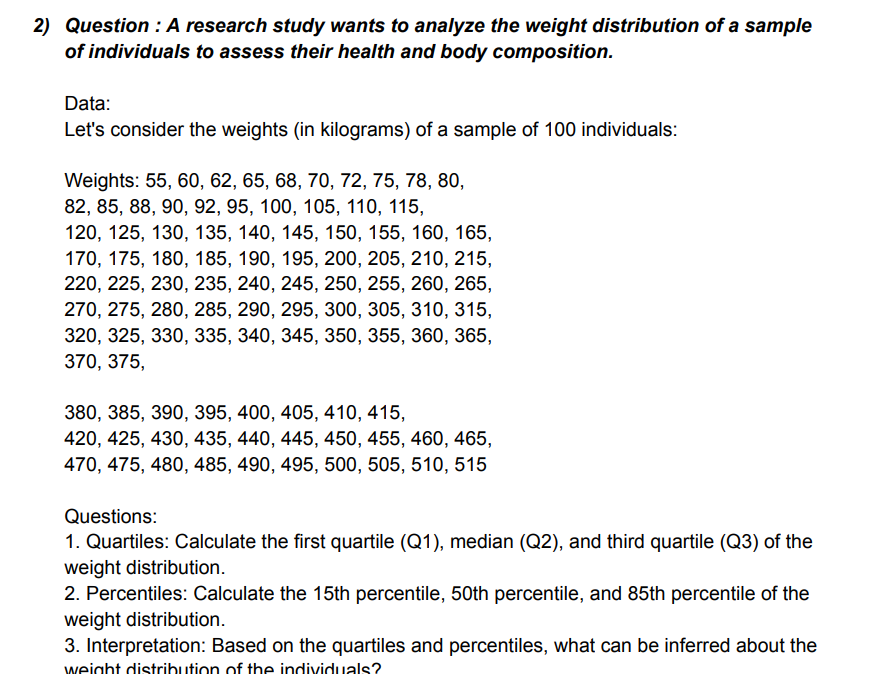 2) Question : A research study wants to analyze the weight distribution of a sample
of individuals to assess their health and body composition.
Data:
Let's consider the weights (in kilograms) of a sample of 100 individuals:
Weights: 55, 60, 62, 65, 68, 70, 72, 75, 78, 80,
82, 85, 88, 90, 92, 95, 100, 105, 110, 115,
120, 125, 130, 135, 140, 145, 150, 155, 160, 165,
170, 175, 180, 185, 190, 195, 200, 205, 210, 215,
220, 225, 230, 235, 240, 245, 250, 255, 260, 265,
270, 275, 280, 285, 290, 295, 300, 305, 310, 315,
320, 325, 330, 335, 340, 345, 350, 355, 360, 365,
370, 375,
380, 385, 390, 395, 400, 405, 410, 415,
420, 425, 430, 435, 440, 445, 450, 455, 460, 465,
470, 475, 480, 485, 490, 495, 500, 505, 510, 515
Questions:
1. Quartiles: Calculate the first quartile (Q1), median (Q2), and third quartile (Q3) of the
weight distribution.
2. Percentiles: Calculate the 15th percentile, 50th percentile, and 85th percentile of the
weight distribution.
3. Interpretation: Based on the quartiles and percentiles, what can be inferred about the
weight distribution of the individuals?